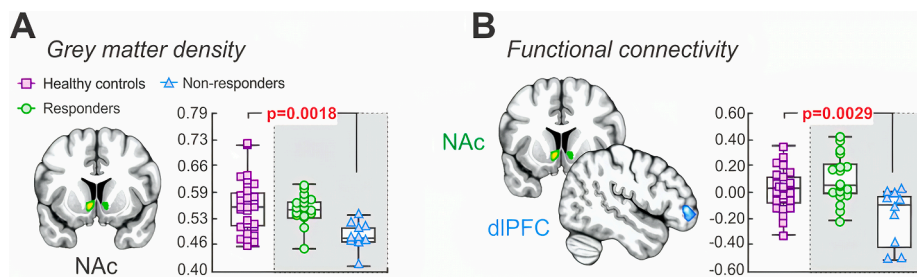 A
Grey matter density
Healthy controls
Non-responders
Responders
p=0.0018
0.79
0.73
0.66
0.59
0.53
0.46
0.40
NAc
B
Functional connectivity
NAc
dlPFC
p=0.0029
0.60
0.40
0.20
0.00
-0.20
-0.40
-0.60